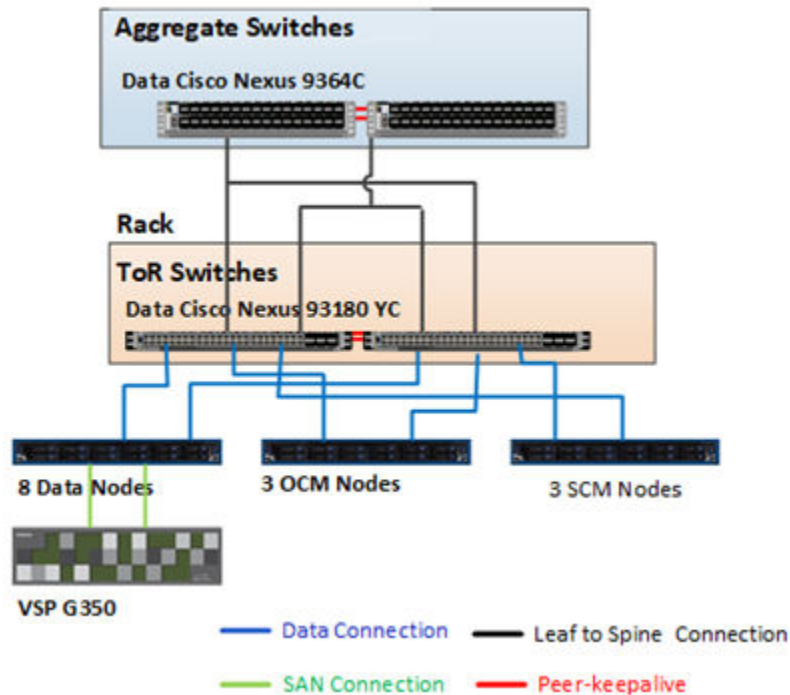 Aggregate Switches
Data Cisco Nexus 9364C
Rack
ToR Switches
Data Cisco Nexus 93180 YC
8 Data Nodes
3 OCM Nodes
3 SCM Nodes
VSP G350
Data Connection
Leaf to Spine Connection
SAN Connection
Peer-keepalive